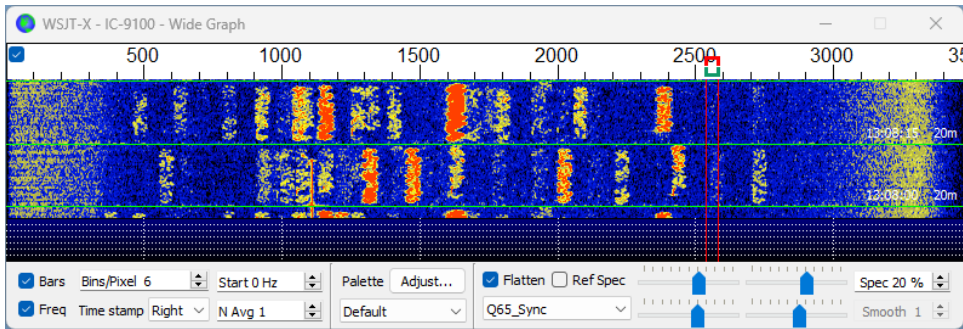 WSJT-X - IC-9100 - Wide Graph
500 1000 1500 2000 2500 3000 35
13:08:15 20m
13:08:00 20m
Bars Bins/Pixel 6 Start 0 Hz Palette Adjust... Flatten Ref Spec Spec 20 %
Freq Time stamp Right N Avg 1 Default Q65_Sync Smooth 1